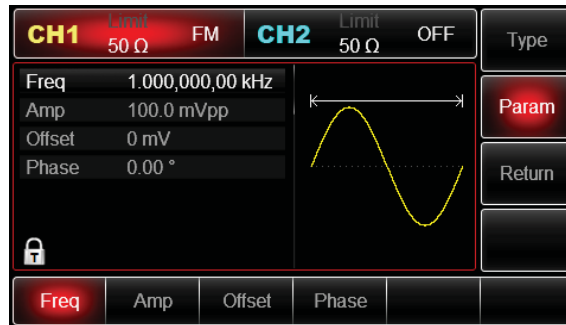 CH1 Limit 50 Ω FM CH2 Limit 50 Ω OFF Type
Freq 1.000,000,00 kHz
Amp 100.0 mVpp
Offset 0 mV
Phase 0.00 °
Param
Return
T
Freq Amp Offset Phase